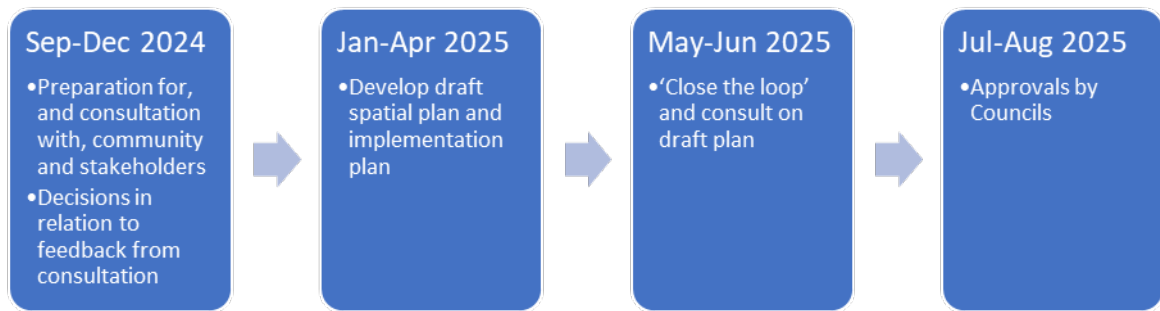 Sep-Dec 2024
•Preparation for,
and consultation
with, community
and stakeholders
•Decisions in
relation to
feedback from
consultation
Jan-Apr 2025
•Develop draft
spatial plan and
implementation
plan
May-Jun 2025
•‘Close the loop’
and consult on
draft plan
Jul-Aug 2025
•Approvals by
Councils